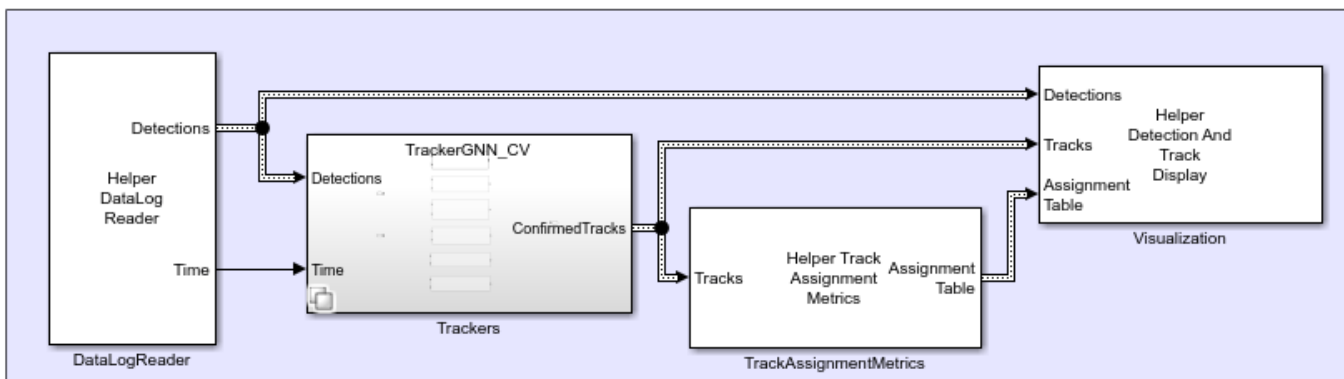 Detections
Helper
DataLog
Reader
Time
DataLogReader
TrackerGNN_CV
Detections
ConfirmedTracks
Time
Trackers
Tracks
Helper Track
Assignment
Metrics
Assignment
Table
TrackAssignmentMetrics
Detections
Tracks
Assignment
Table
Helper
Detection And
Track
Display
Visualization